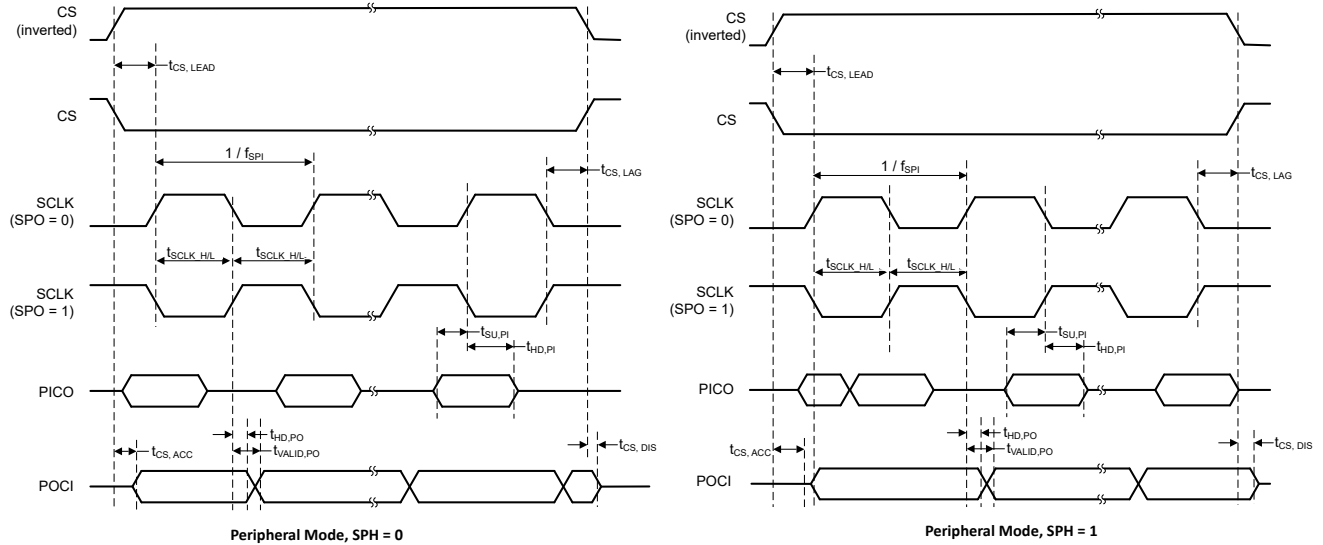 CS
(inverted)
tCS, LEAD
CS
1 / fSPI
tCS, LAG
SCLK
(SPO = 0)
tSCLK_H/L
tSCLK_H/L
SCLK
(SPO = 1)
tSU,PI
tHD,PI
PICO
tHD,PO
tVALID,PO
tCS, ACC
tCS, DIS
POCI
Peripheral Mode, SPH = 0
CS
(inverted)
tCS, LEAD
CS
1 / fSPI
tCS, LAG
SCLK
(SPO = 0)
tSCLK_H/L
tSCLK_H/L
SCLK
(SPO = 1)
tSU,PI
tHD,PI
PICO
tHD,PO
tVALID,PO
tCS, ACC
tCS, DIS
POCI
Peripheral Mode, SPH = 1